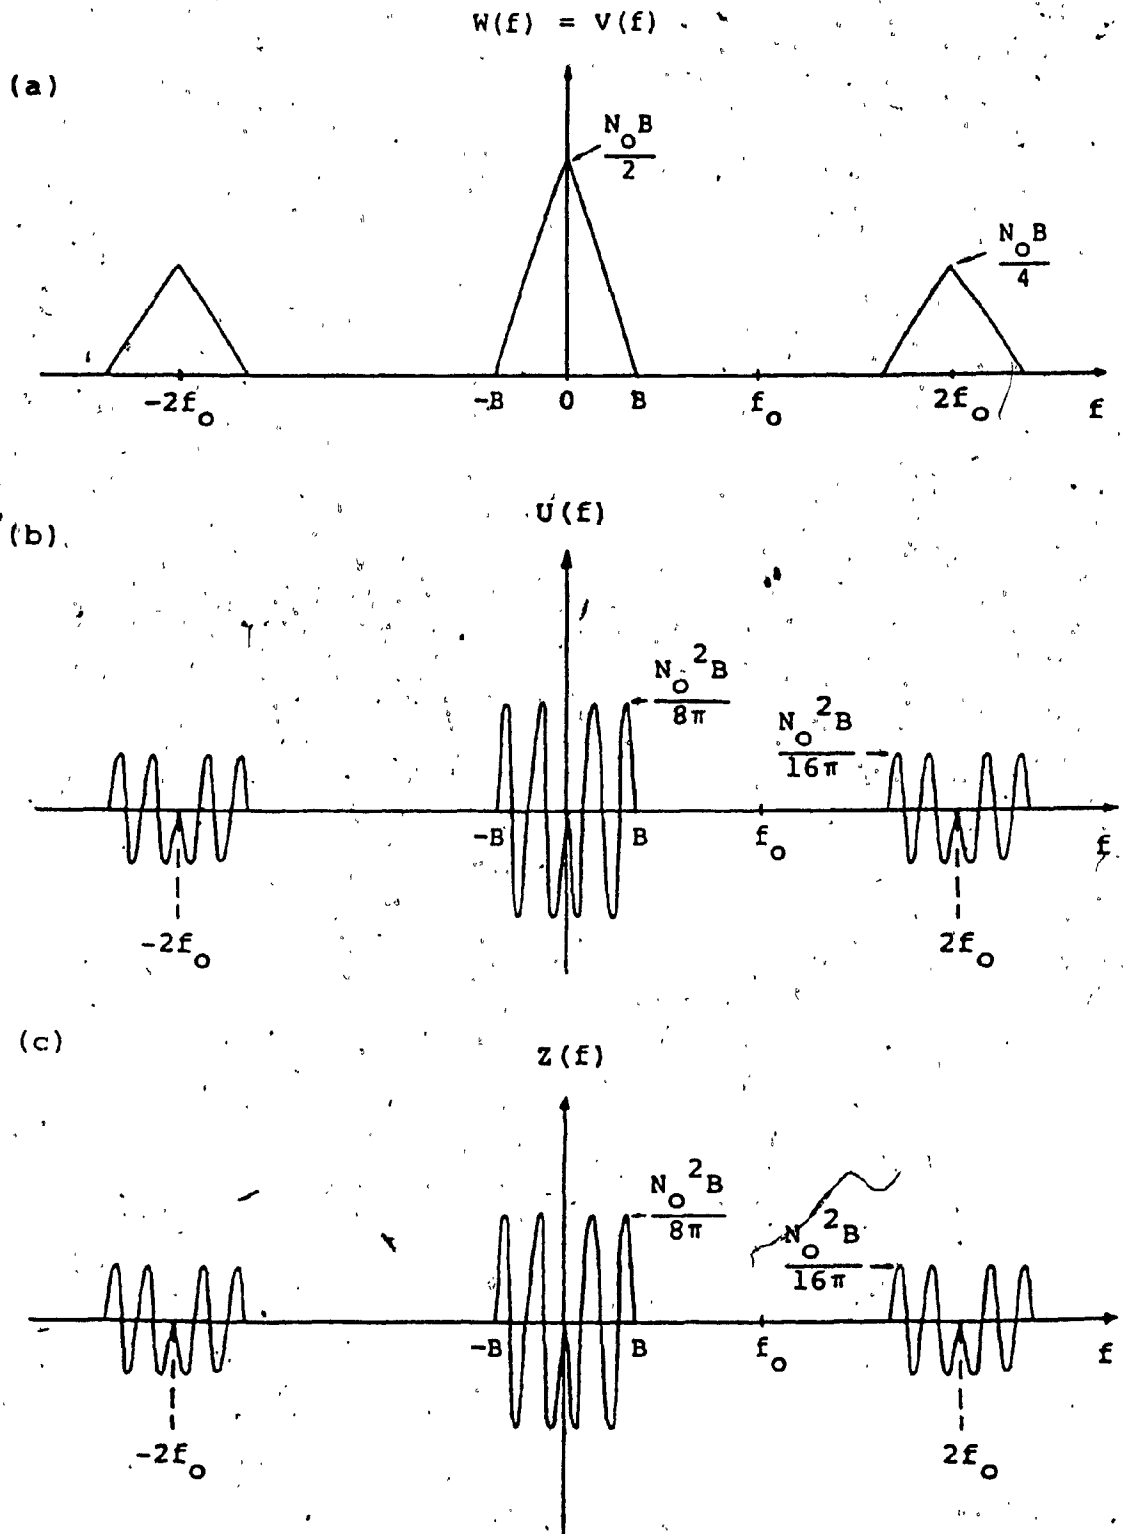 W(f) = V(f)
(a)
N₀B
2
N₀B
4
-2f₀ -B 0 B f₀ 2f₀ f
(b)
U(f)
N₀²B
8π
N₀²B
16π
-B B f₀ f
-2f₀ 2f₀
(c)
Z(f)
N₀²B
8π
N₀²B
16π
-B B f₀ f
-2f₀ 2f₀